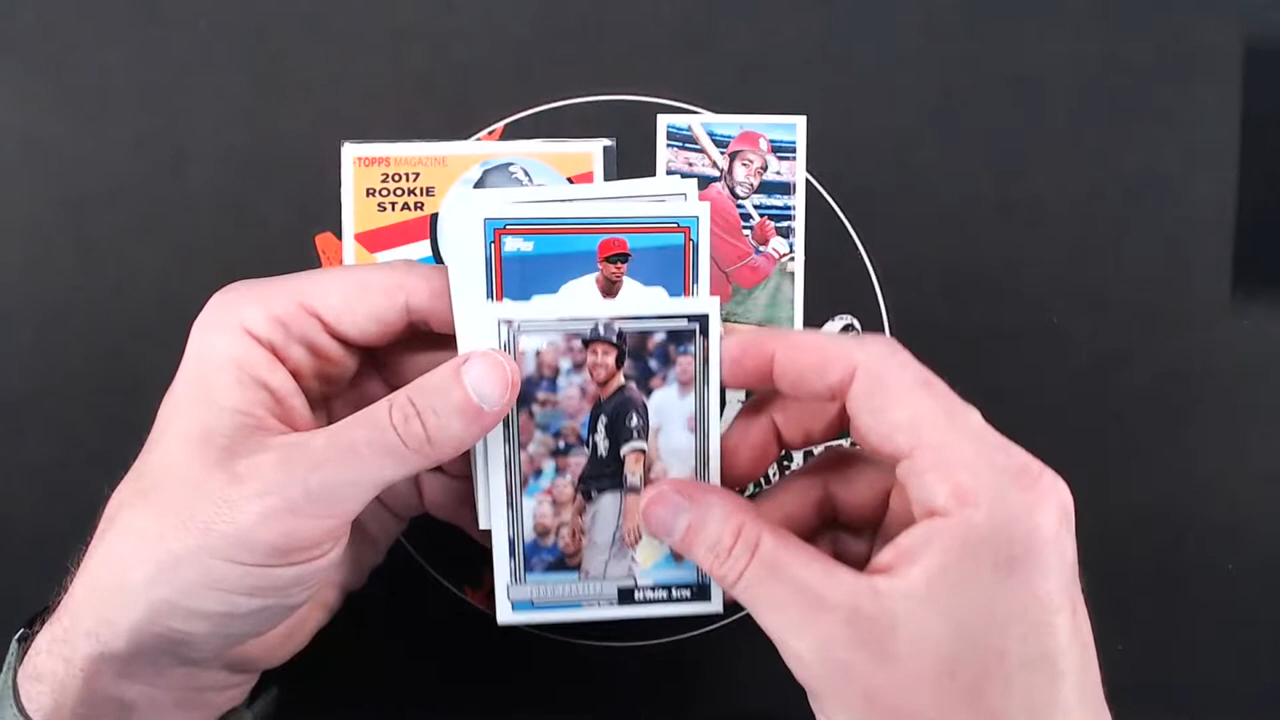 TOPPS MAGAZINE
2017
ROOKIE
STAR
Topps
TODD FRAZIER
White Sox